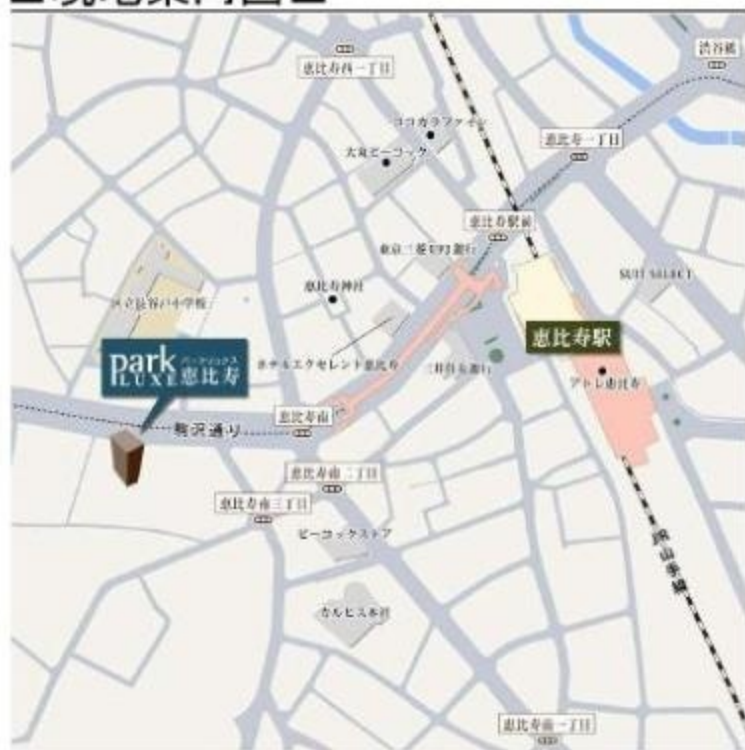 恵比寿西一丁目
渋谷橋
ココカラファイン
大丸ピーコック
恵比寿一丁目
恵比寿駅前
東京三菱UFJ銀行
SUIT SELECT
恵比寿神社
区立長谷戸小学校
恵比寿駅
park
LUXE
パークリュクス
恵比寿
ホテルエクセレント恵比寿
三井住友銀行
アトレ恵比寿
恵比寿南
駒沢通り
恵比寿南二丁目
恵比寿南三丁目
ピーコックストア
JR山手線
カルピス本社
恵比寿南一丁目